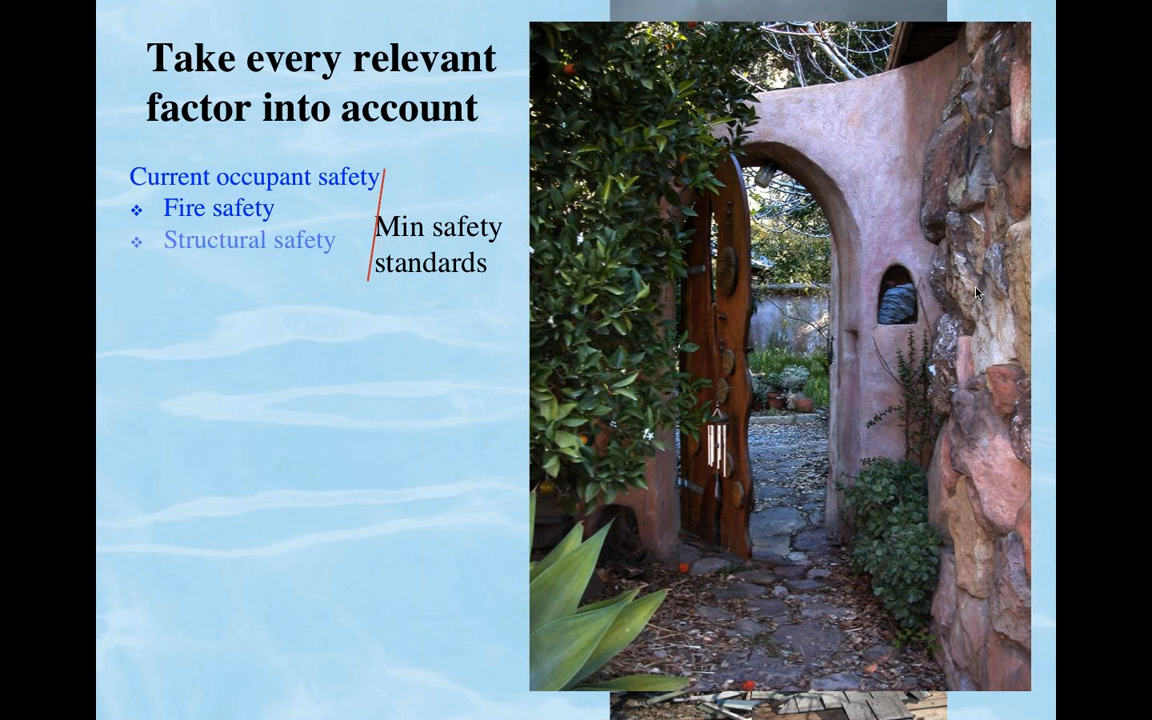 Take every relevant
factor into account
Current occupant safety
❖ Fire safety
❖ Structural safety
Min safety
standards